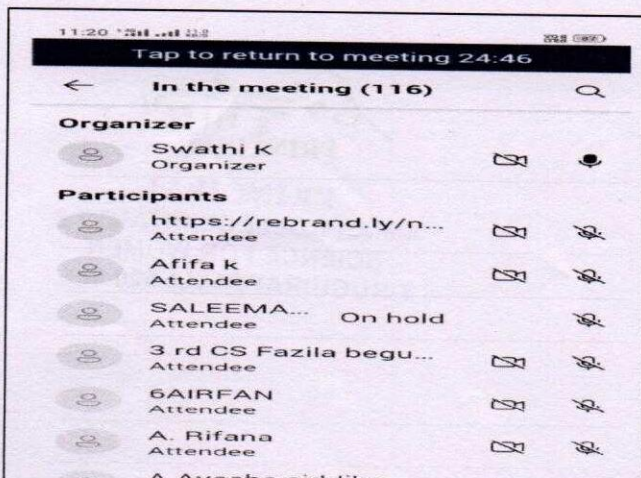 11:20
Tap to return to meeting 24:46
In the meeting (116)
Organizer
Swathi K
Organizer
Participants
https://rebrand.ly/n...
Attendee
Afifa k
Attendee
SALEEMA... On hold
Attendee
3 rd CS Fazila begu...
Attendee
6AIRFAN
Attendee
A. Rifana
Attendee